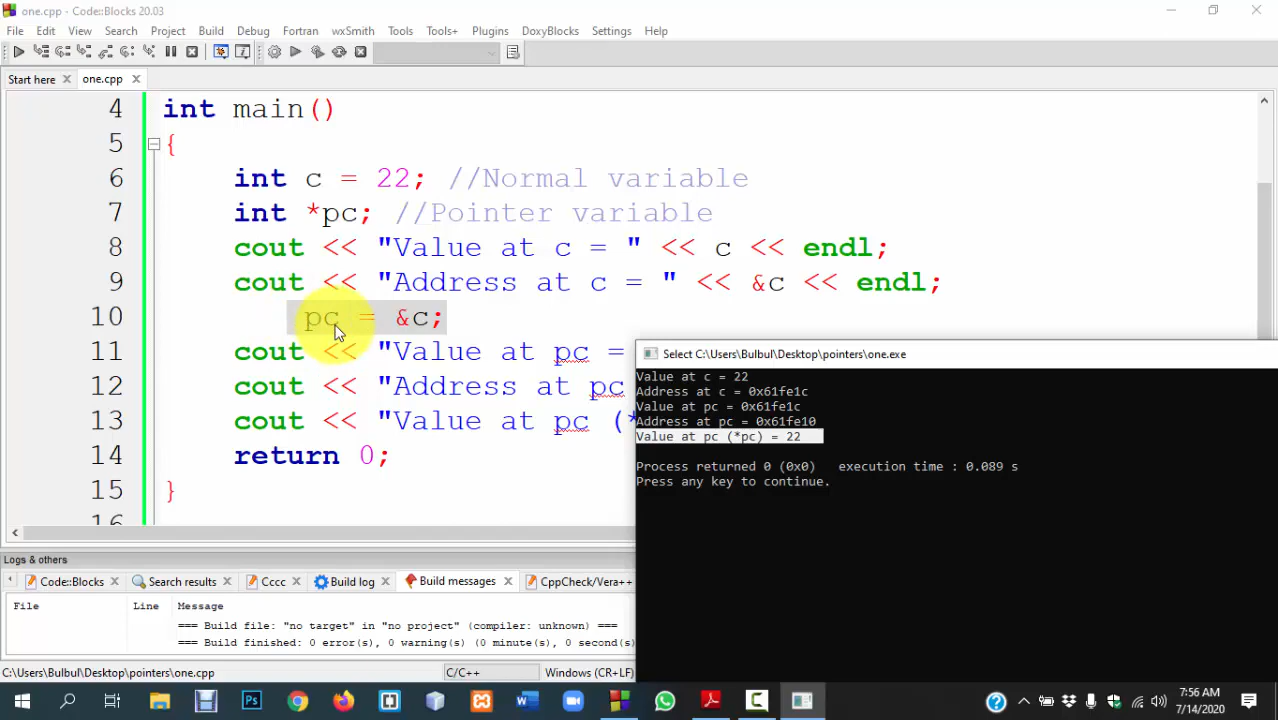 one.cpp - Code::Blocks 20.03
File Edit View Search Project Build Debug Fortran wxSmith Tools Tools+ Plugins DoxyBlocks Settings Help
Start here one.cpp
4 int main()
5 {
6 int c = 22; //Normal variable
7 int *pc; //Pointer variable
8 cout << "Value at c = " << c << endl;
9 cout << "Address at c = " << &c << endl;
10 pc = &c;
11 cout << "Value at pc =
12 cout << "Address at pc
13 cout << "Value at pc (*
14 return 0;
15 }
16
Select C:\Users\Bulbul\Desktop\pointers\one.exe
Value at c = 22
Address at c = 0x61fe1c
Value at pc = 0x61fe1c
Address at pc = 0x61fe10
Value at pc (*pc) = 22
Process returned 0 (0x0) execution time : 0.089 s
Press any key to continue.
Logs & others
Code::Blocks Search results Cccc Build log Build messages CppCheck/Vera++
File Line Message
=== Build file: "no target" in "no project" (compiler: unknown) ===
=== Build finished: 0 error(s), 0 warning(s) (0 minute(s), 0 second(s)
C:\Users\Bulbul\Desktop\pointers\one.cpp C/C++ Windows (CR+LF)
7:56 AM
7/14/2020